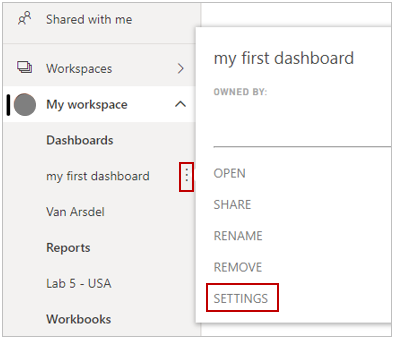 Shared with me
Workspaces
My workspace
Dashboards
my first dashboard
Van Arsdel
Reports
Lab 5 - USA
Workbooks
my first dashboard
OWNED BY:
OPEN
SHARE
RENAME
REMOVE
SETTINGS